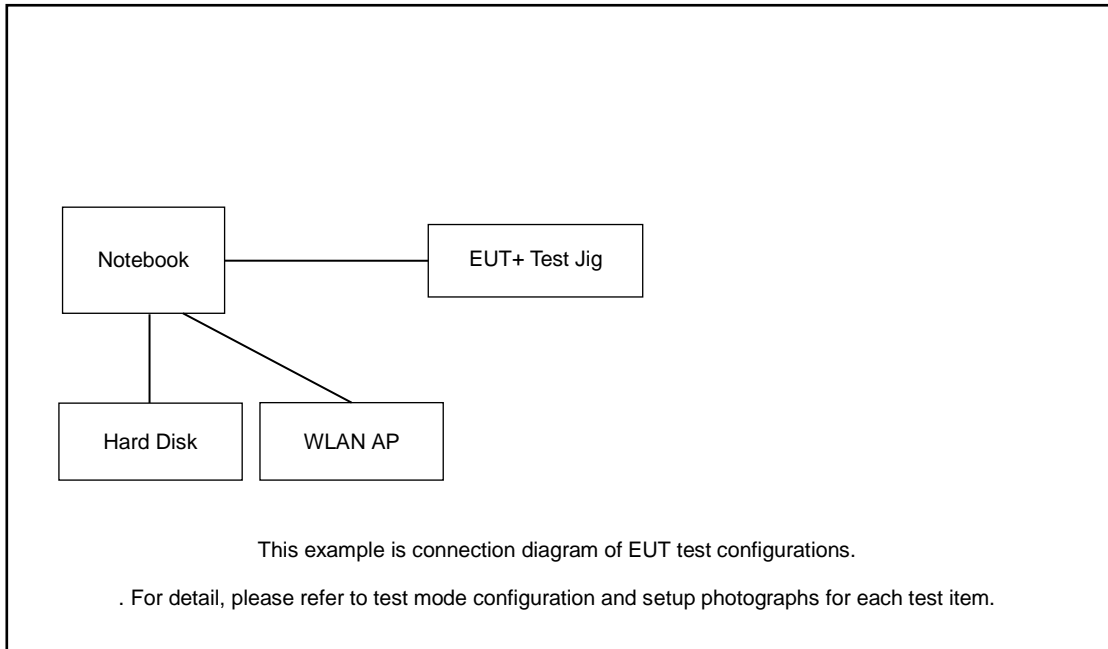 Notebook
EUT+ Test Jig
Hard Disk
WLAN AP
This example is connection diagram of EUT test configurations.
. For detail, please refer to test mode configuration and setup photographs for each test item.